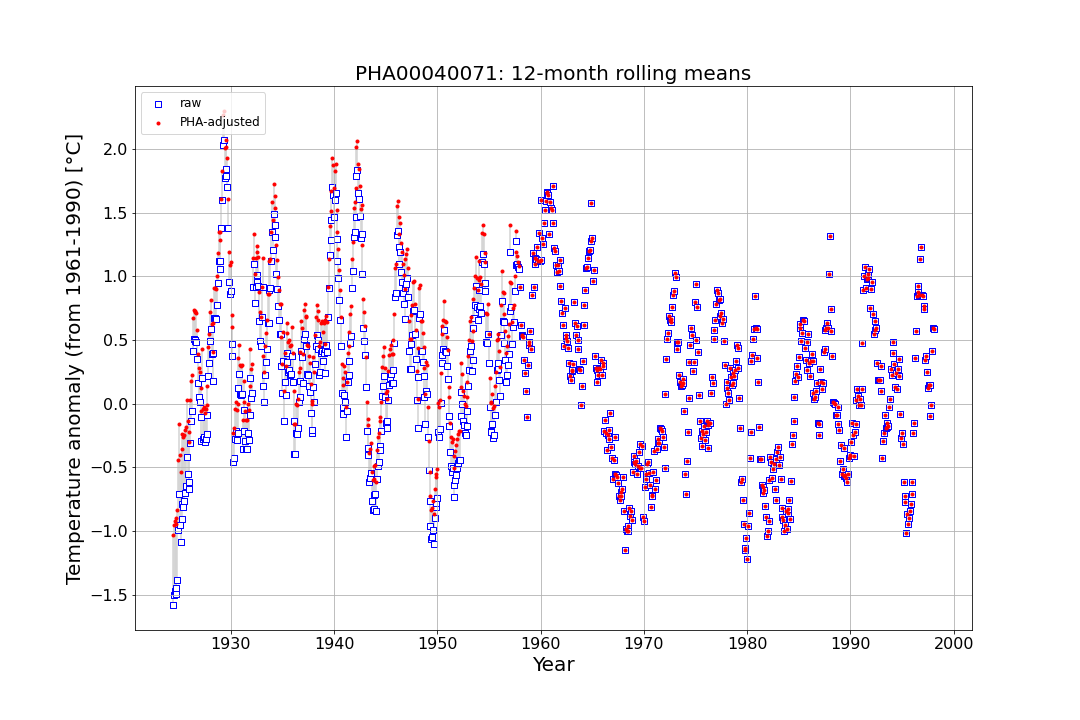 PHA00040071: 12-month rolling means
raw
PHA-adjusted
Temperature anomaly (from 1961-1990) [°C]
2.0
1.5
1.0
0.5
0.0
−0.5
−1.0
−1.5
1930 1940 1950 1960 1970 1980 1990 2000
Year